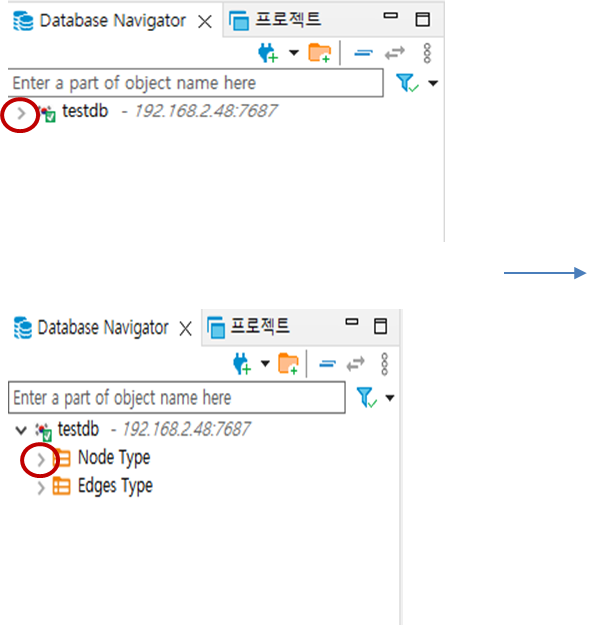 Database Navigator 프로젝트
Enter a part of object name here
testdb - 192.168.2.48:7687
Database Navigator 프로젝트
Enter a part of object name here
testdb - 192.168.2.48:7687
Node Type
Edges Type